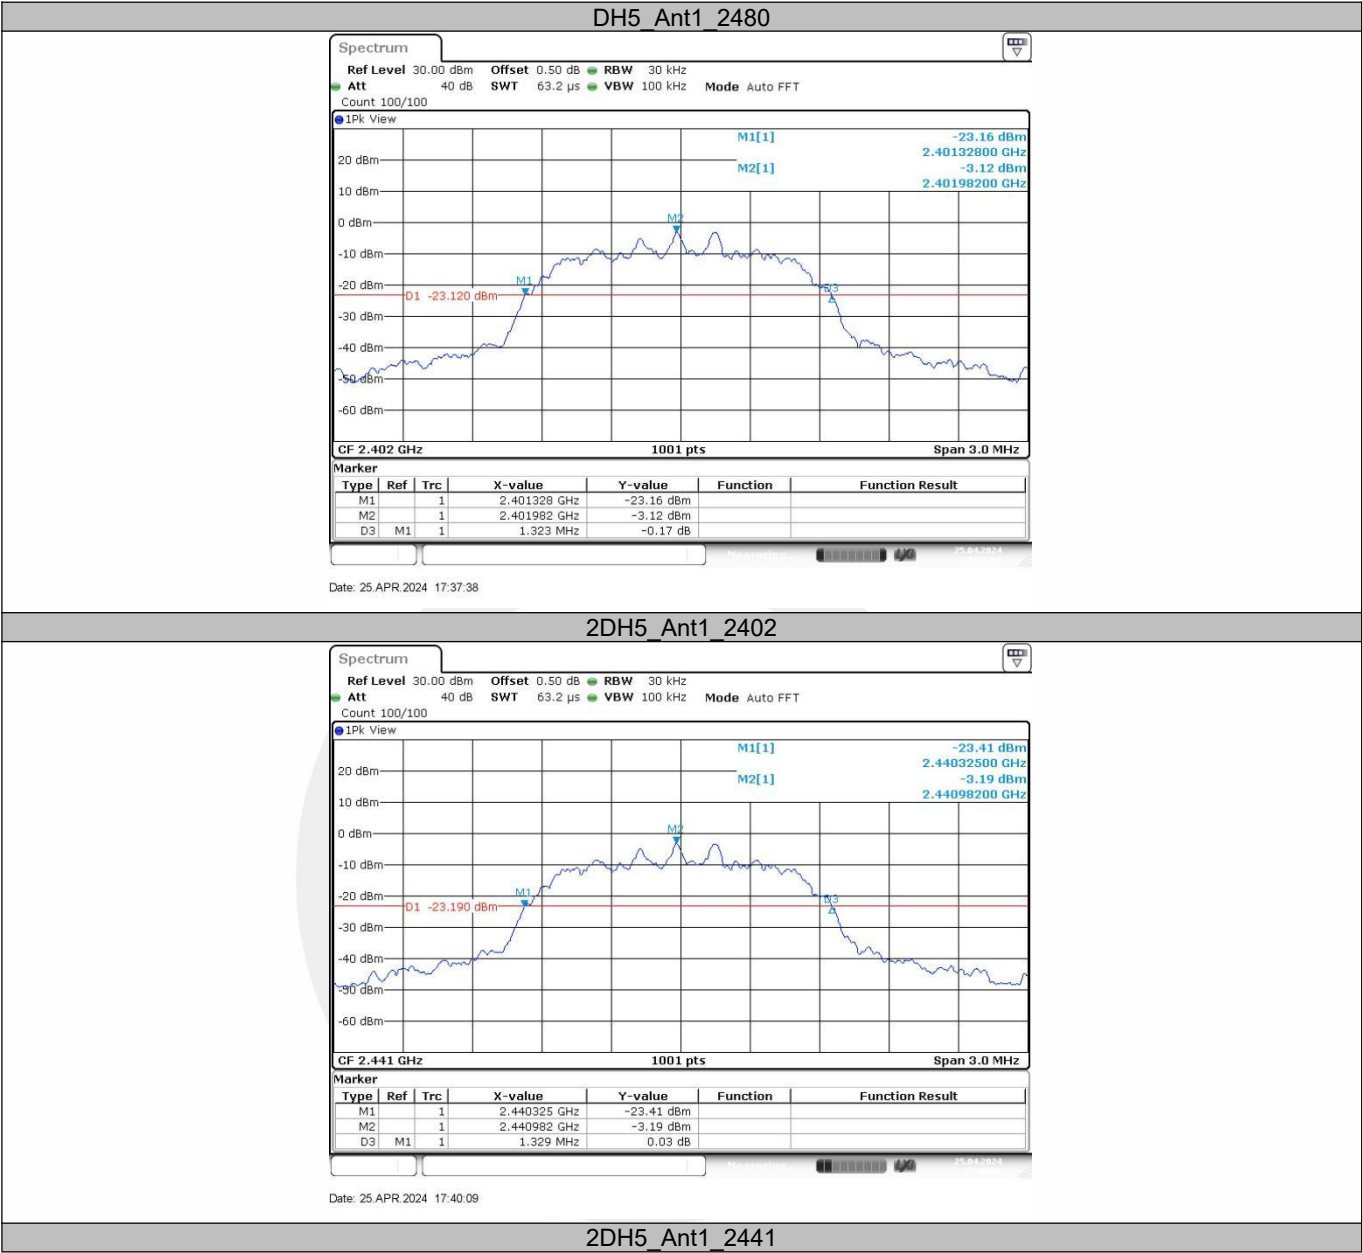 DH5_Ant1_2480
Spectrum
Ref Level 30.00 dBm Offset 0.50 dB RBW 30 kHz
Att 40 dB SWT 63.2 µs VBW 100 kHz Mode Auto FFT
Count 100/100
1Pk View
M1[1] -23.16 dBm
2.40132800 GHz
20 dBm
M2[1] -3.12 dBm
2.40198200 GHz
10 dBm
0 dBm
M2
-10 dBm
-20 dBm
M1
D3
D1 -23.120 dBm
-30 dBm
-40 dBm
-50 dBm
-60 dBm
CF 2.402 GHz 1001 pts Span 3.0 MHz
Marker
Type Ref Trc X-value Y-value Function Function Result
M1 1 2.401328 GHz -23.16 dBm
M2 1 2.401982 GHz -3.12 dBm
D3 M1 1 1.323 MHz -0.17 dB
Measuring... 25.04.2024
Date: 25.APR.2024 17:37:38
2DH5_Ant1_2402
Spectrum
Ref Level 30.00 dBm Offset 0.50 dB RBW 30 kHz
Att 40 dB SWT 63.2 µs VBW 100 kHz Mode Auto FFT
Count 100/100
1Pk View
M1[1] -23.41 dBm
2.44032500 GHz
20 dBm
M2[1] -3.19 dBm
2.44098200 GHz
10 dBm
0 dBm
M2
-10 dBm
-20 dBm
M1
D3
D1 -23.190 dBm
-30 dBm
-40 dBm
-50 dBm
-60 dBm
CF 2.441 GHz 1001 pts Span 3.0 MHz
Marker
Type Ref Trc X-value Y-value Function Function Result
M1 1 2.440325 GHz -23.41 dBm
M2 1 2.440982 GHz -3.19 dBm
D3 M1 1 1.329 MHz 0.03 dB
Measuring... 25.04.2024
Date: 25.APR.2024 17:40:09
2DH5_Ant1_2441